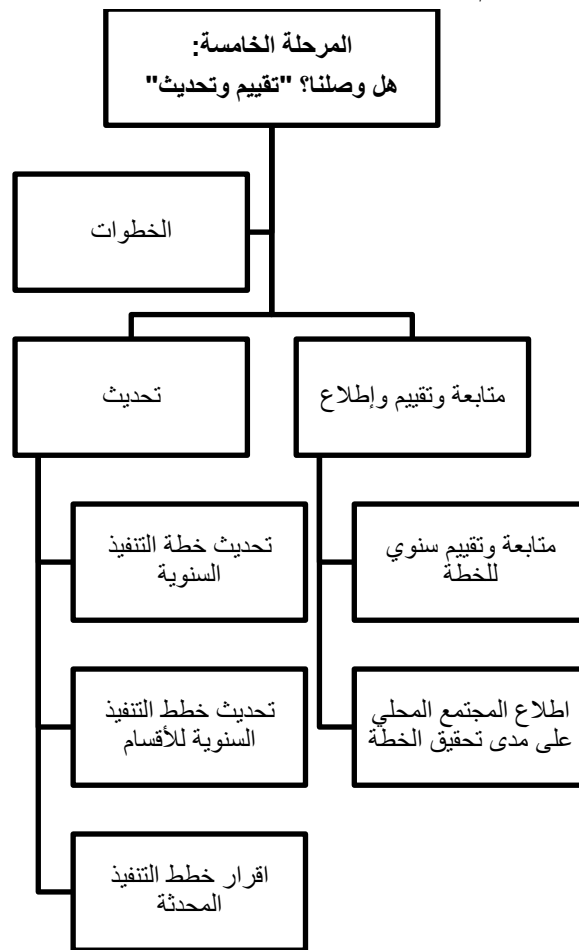 المرحلة الخامسة:
هل وصلنا؟ "تقييم وتحديث"
الخطوات
متابعة وتقييم وإطلاع
تحديث
متابعة وتقييم سنوي
للخطة
اطلاع المجتمع المحلي
على مدى تحقيق الخطة
تحديث خطة التنفيذ
السنوية
تحديث خطط التنفيذ
السنوية للأقسام
اقرار خطط التنفيذ
المحدثة